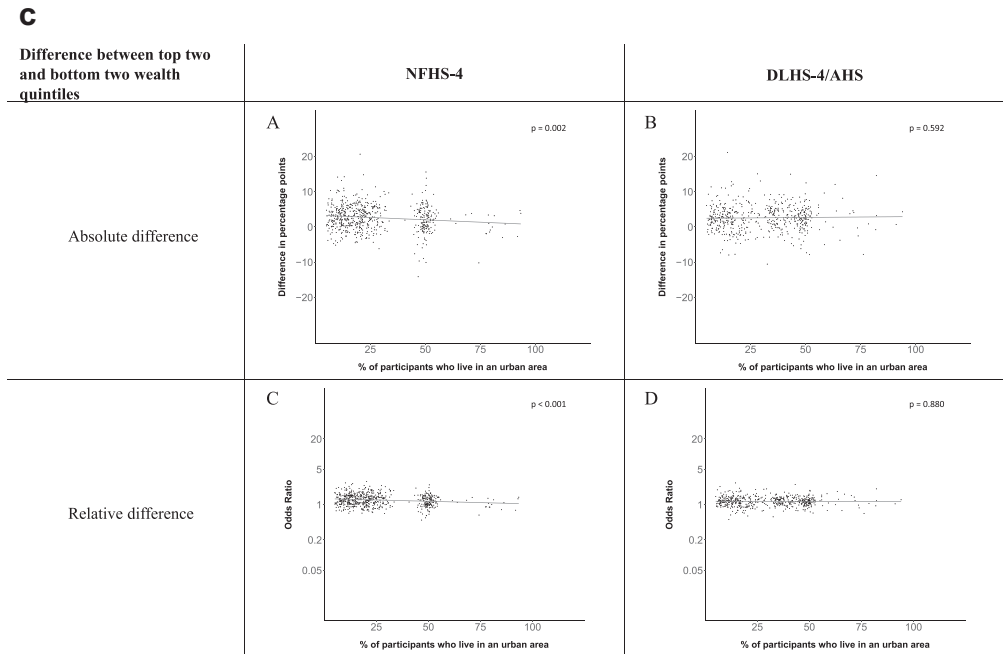 C
Difference between top two
and bottom two wealth
quintiles
NFHS-4
DLHS-4/AHS
Absolute difference
A
p = 0.002
Difference in percentage points
20
10
0
−10
−20
25
50
75
100
% of participants who live in an urban area
B
p = 0.592
Difference in percentage points
20
10
0
−10
−20
25
50
75
100
% of participants who live in an urban area
Relative difference
C
p < 0.001
Odds Ratio
20
5
1
0.2
0.05
25
50
75
100
% of participants who live in an urban area
D
p = 0.880
Odds Ratio
20
5
1
0.2
0.05
25
50
75
100
% of participants who live in an urban area